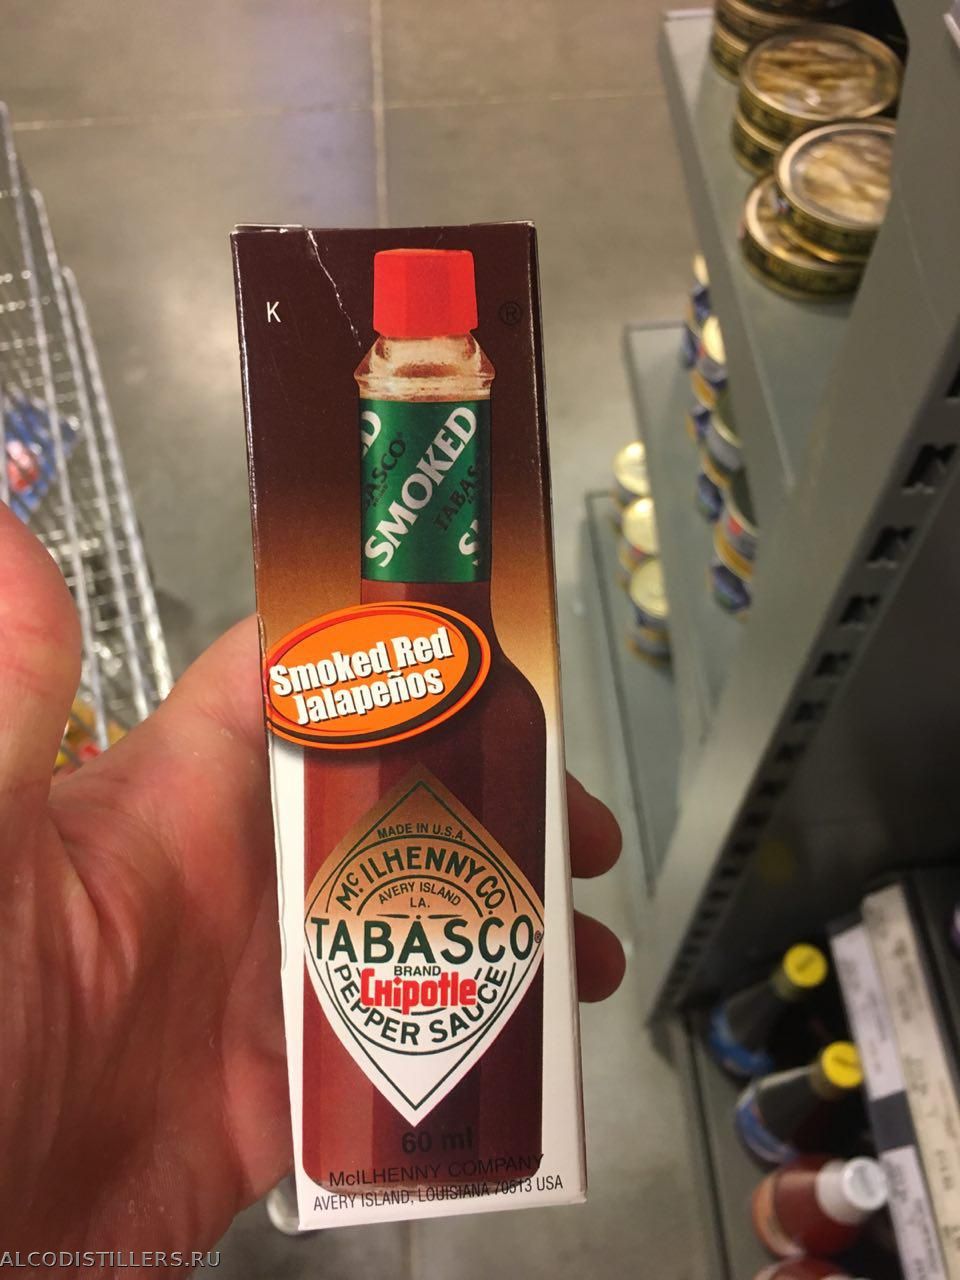 K
®
SMOKED
TABASCO
Smoked Red
Jalapeños
MADE IN U.S.A.
McILHENNY CO.
AVERY ISLAND
LA.
TABASCO®
BRAND
CHipotle
PEPPER SAUCE
60 ml
McILHENNY COMPANY
AVERY ISLAND, LOUISIANA 70513 USA
ALCODISTILLERS.RU